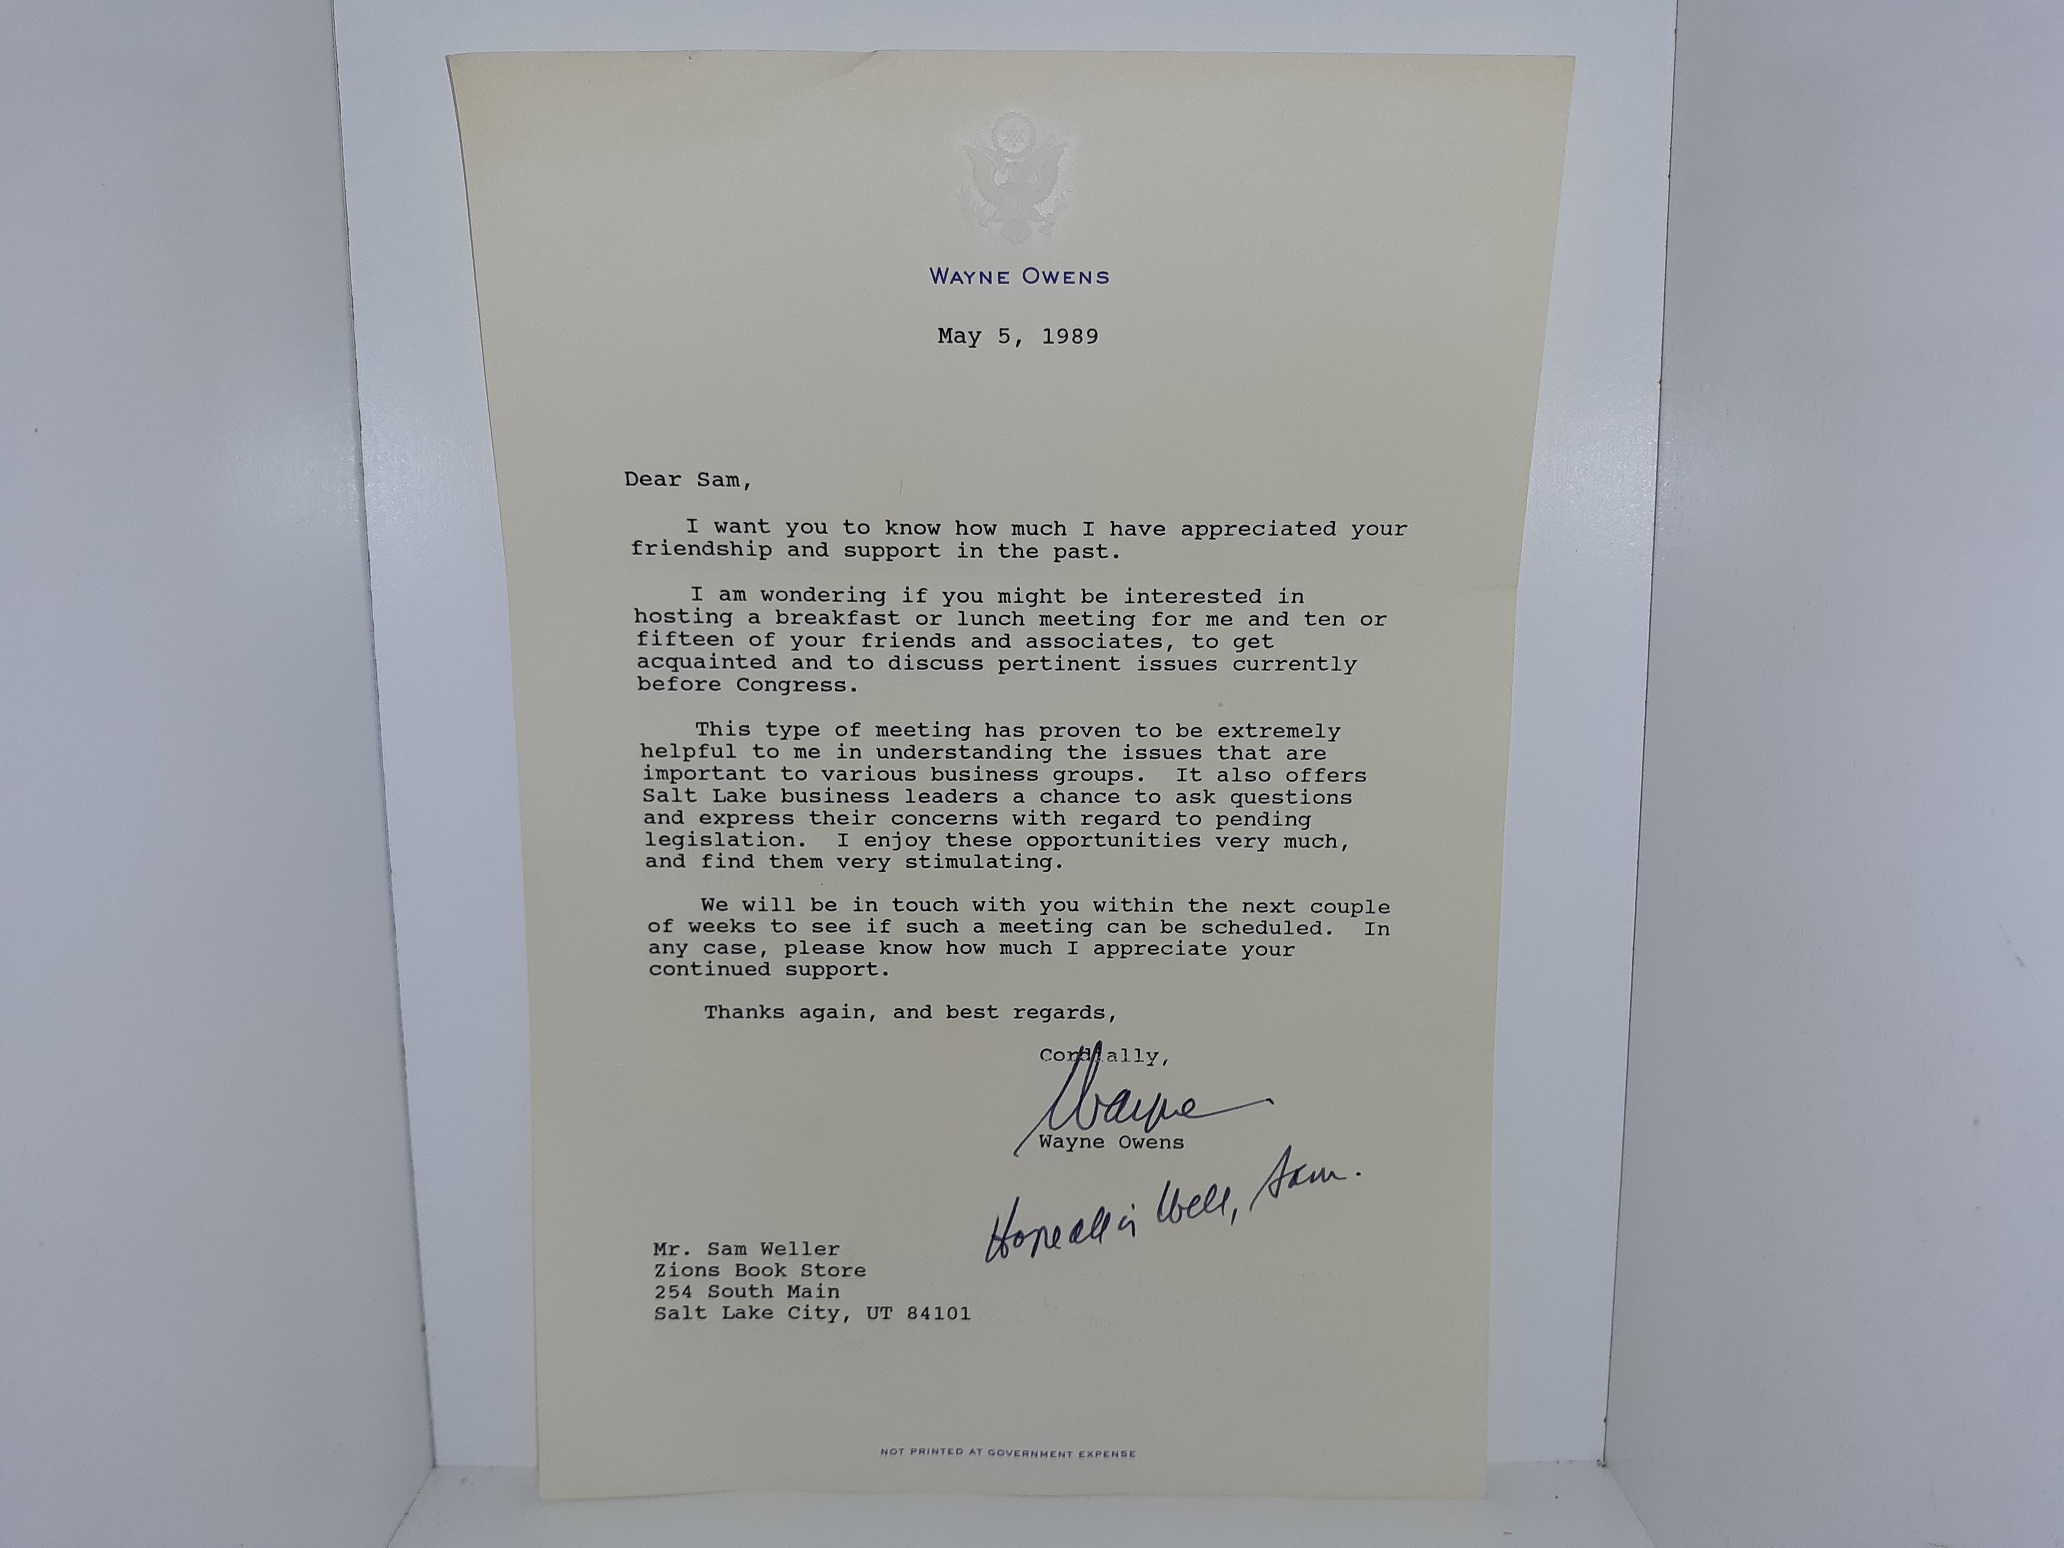 WAYNE OWENS
May 5, 1989
Dear Sam,
I want you to know how much I have appreciated your
friendship and support in the past.
I am wondering if you might be interested in
hosting a breakfast or lunch meeting for me and ten or
fifteen of your friends and associates, to get
acquainted and to discuss pertinent issues currently
before Congress.
This type of meeting has proven to be extremely
helpful to me in understanding the issues that are
important to various business groups. It also offers
Salt Lake business leaders a chance to ask questions
and express their concerns with regard to pending
legislation. I enjoy these opportunities very much,
and find them very stimulating.
We will be in touch with you within the next couple
of weeks to see if such a meeting can be scheduled. In
any case, please know how much I appreciate your
continued support.
Thanks again, and best regards,
Cordially,
Wayne
Wayne Owens
Hope all is well, Sam.
Mr. Sam Weller
Zions Book Store
254 South Main
Salt Lake City, UT 84101
NOT PRINTED AT GOVERNMENT EXPENSE